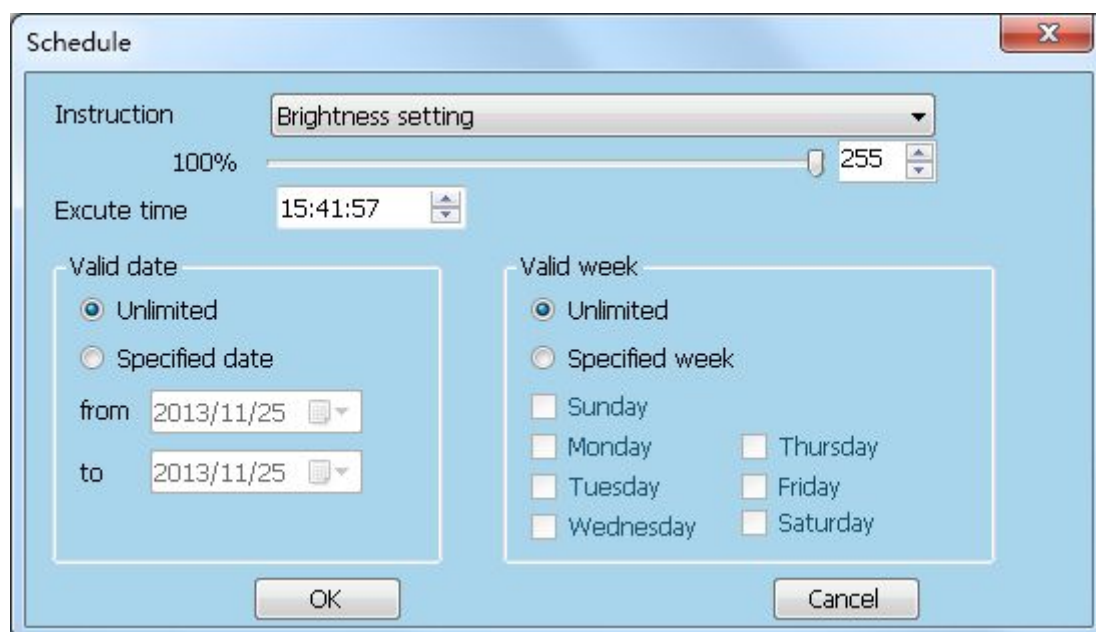 Schedule
Instruction Brightness setting
100% 255
Excute time 15:41:57
Valid date Valid week
Unlimited Unlimited
Specified date Specified week
from 2013/11/25 Sunday
Monday Thursday
to 2013/11/25 Tuesday Friday
Wednesday Saturday
OK Cancel